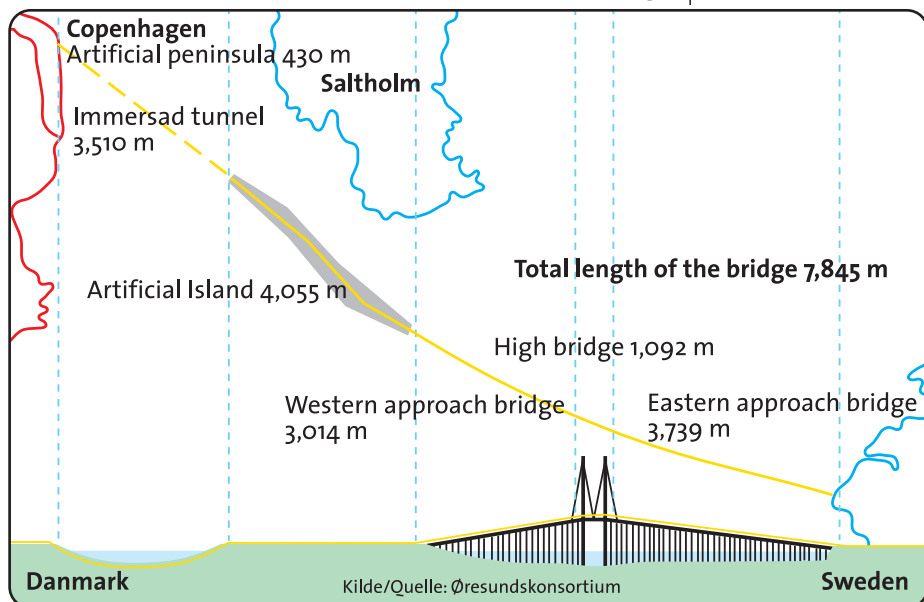 Copenhagen
Artificial peninsula 430 m
Saltholm
Immersad tunnel
3,510 m
Total length of the bridge 7,845 m
Artificial Island 4,055 m
High bridge 1,092 m
Western approach bridge
3,014 m
Eastern approach bridge
3,739 m
Danmark
Kilde/Quelle: Øresundskonsortium
Sweden